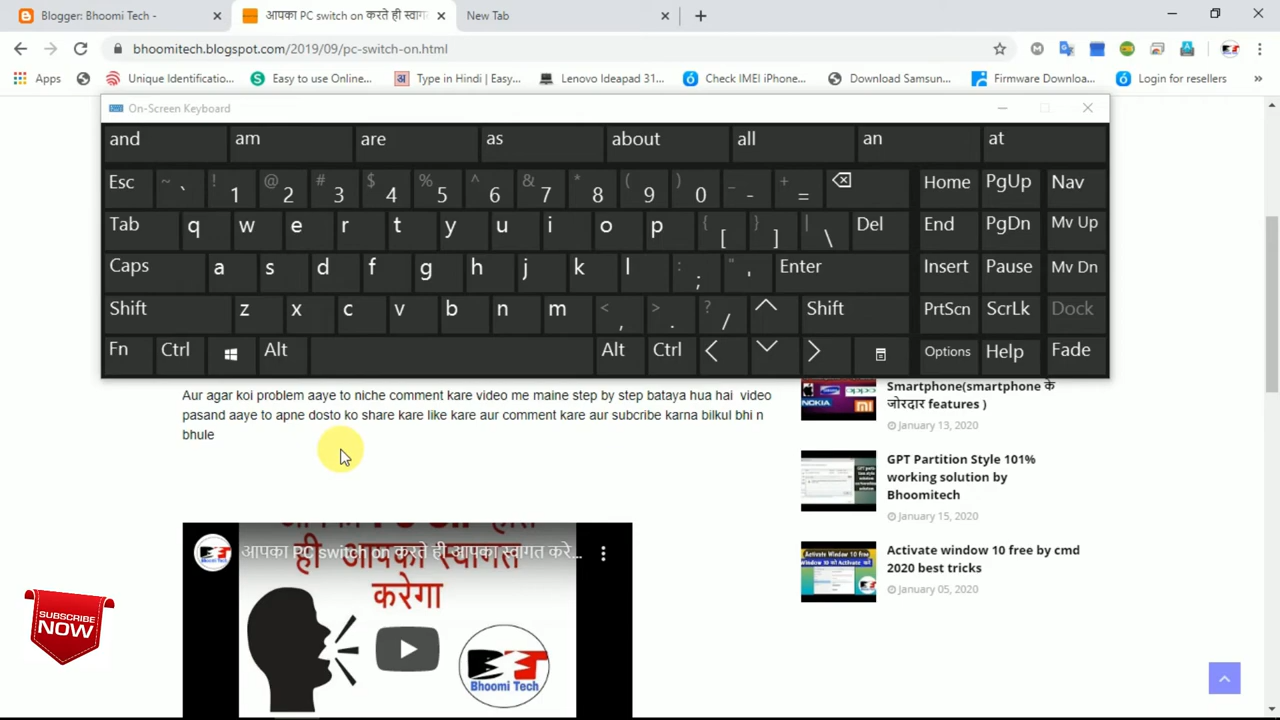 Blogger: Bhoomi Tech -
आपका PC switch on करते ही स्वाग
New Tab
bhoomitech.blogspot.com/2019/09/pc-switch-on.html
Apps
Unique Identificatio...
Easy to use Online...
Type in Hindi | Easy...
Lenovo Ideapad 31...
Check IMEI iPhone...
Download Samsun...
Firmware Downloa...
Login for resellers
»
On-Screen Keyboard
and am are as about all an at
Esc ~ ` ! 1 @ 2 # 3 $ 4 % 5 ^ 6 & 7 * 8 ( 9 ) 0 _ - + = Home PgUp Nav
Tab q w e r t y u i o p { [ } ] | \ Del End PgDn Mv Up
Caps a s d f g h j k l : ; " ' Enter Insert Pause Mv Dn
Shift z x c v b n m < , > . ? / Shift PrtScn ScrLk Dock
Fn Ctrl Alt Alt Ctrl Options Help Fade
Aur agar koi problem aaye to niche comment kare video me maine step by step bataya hua hai video
pasand aaye to apne dosto ko share kare like kare aur comment kare aur subcribe karna bilkul bhi n
bhule
आपका PC switch on करते ही आपका स्वागत करे...
ही आपका स्वागत
करेगा
Bhoomi Tech
NOKIA
Smartphone(smartphone के
जोरदार features )
January 13, 2020
GPT Partition Style 101%
working solution by
Bhoomitech
January 15, 2020
Activate window 10 free by cmd
2020 best tricks
January 05, 2020
SUBSCRIBE
NOW